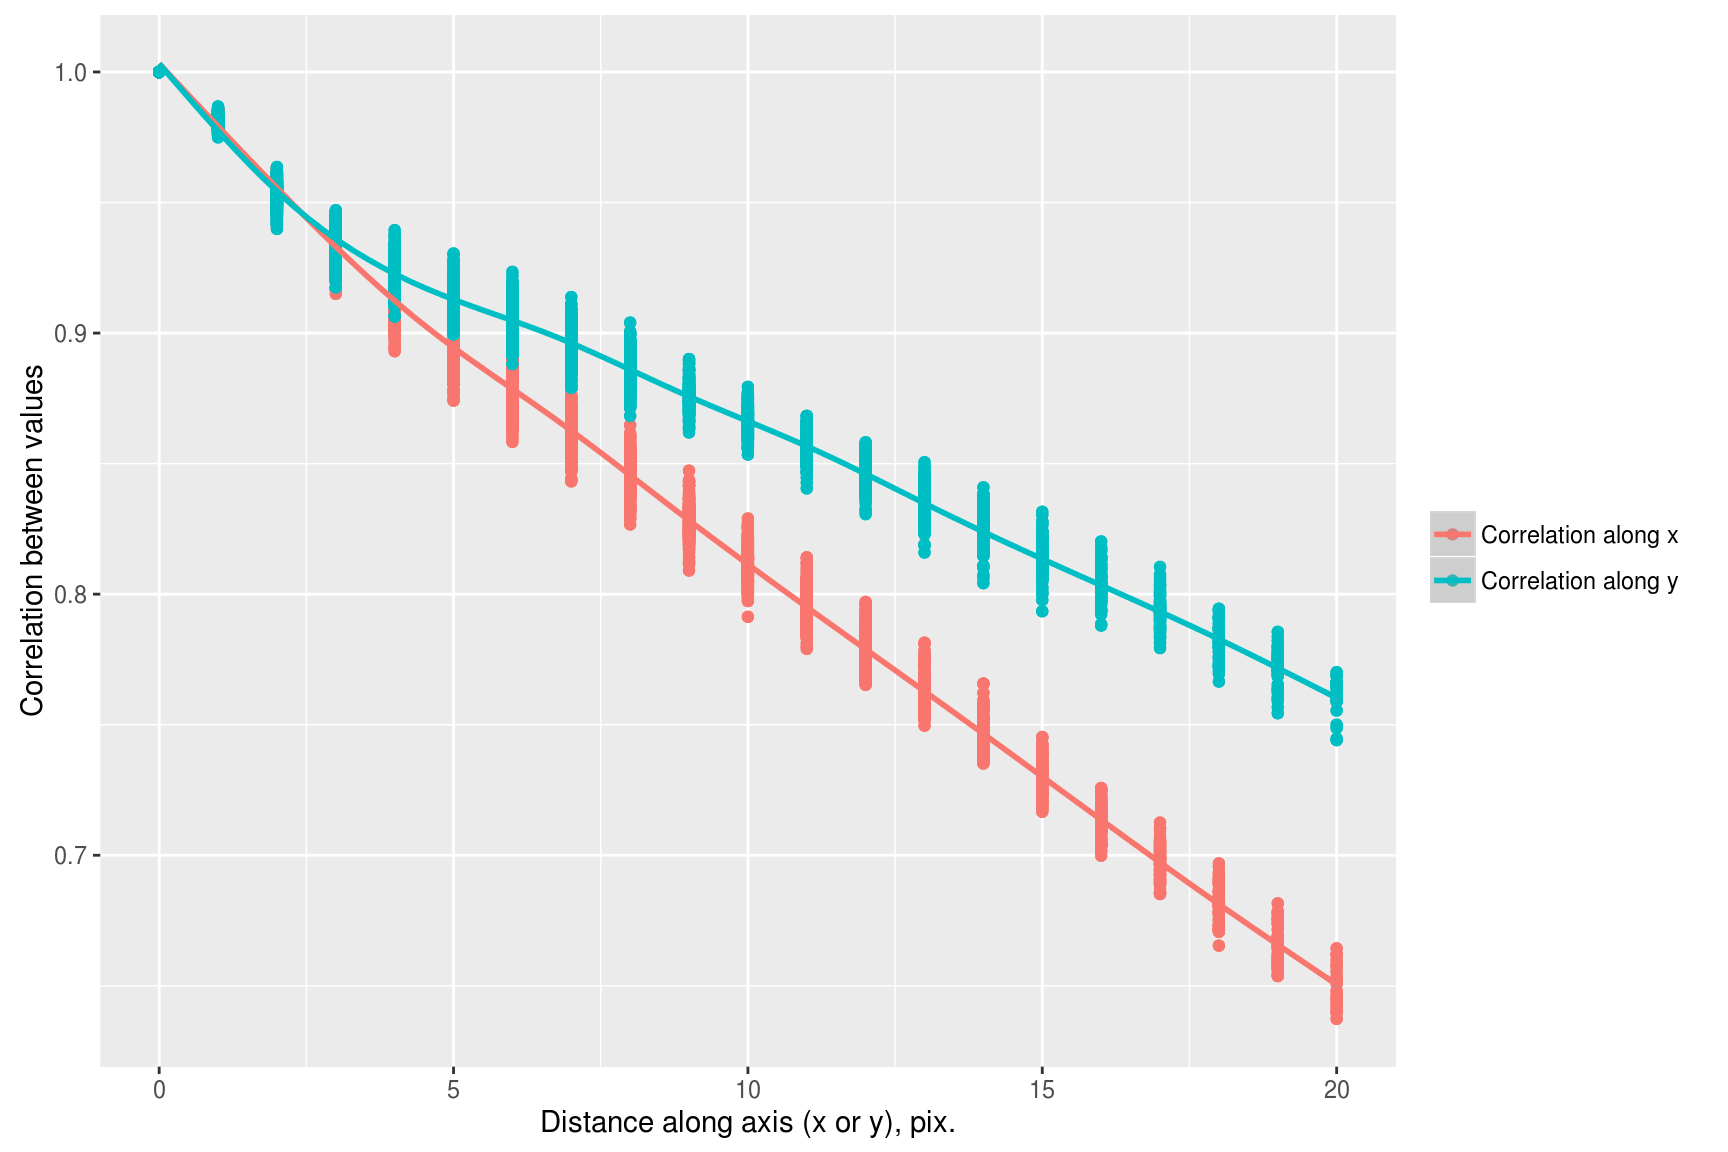 Correlation between values
1.0
0.9
0.8
0.7
0 5 10 15 20
Distance along axis (x or y), pix.
Correlation along x
Correlation along y